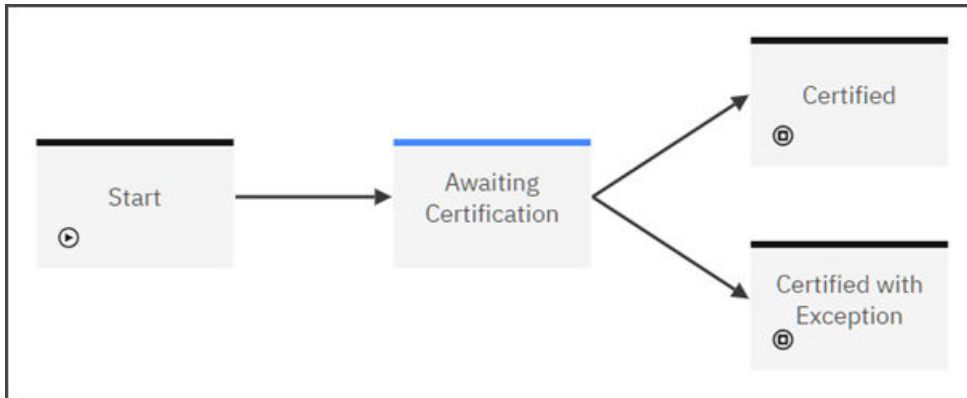 Start
Awaiting
Certification
Certified
Certified with
Exception